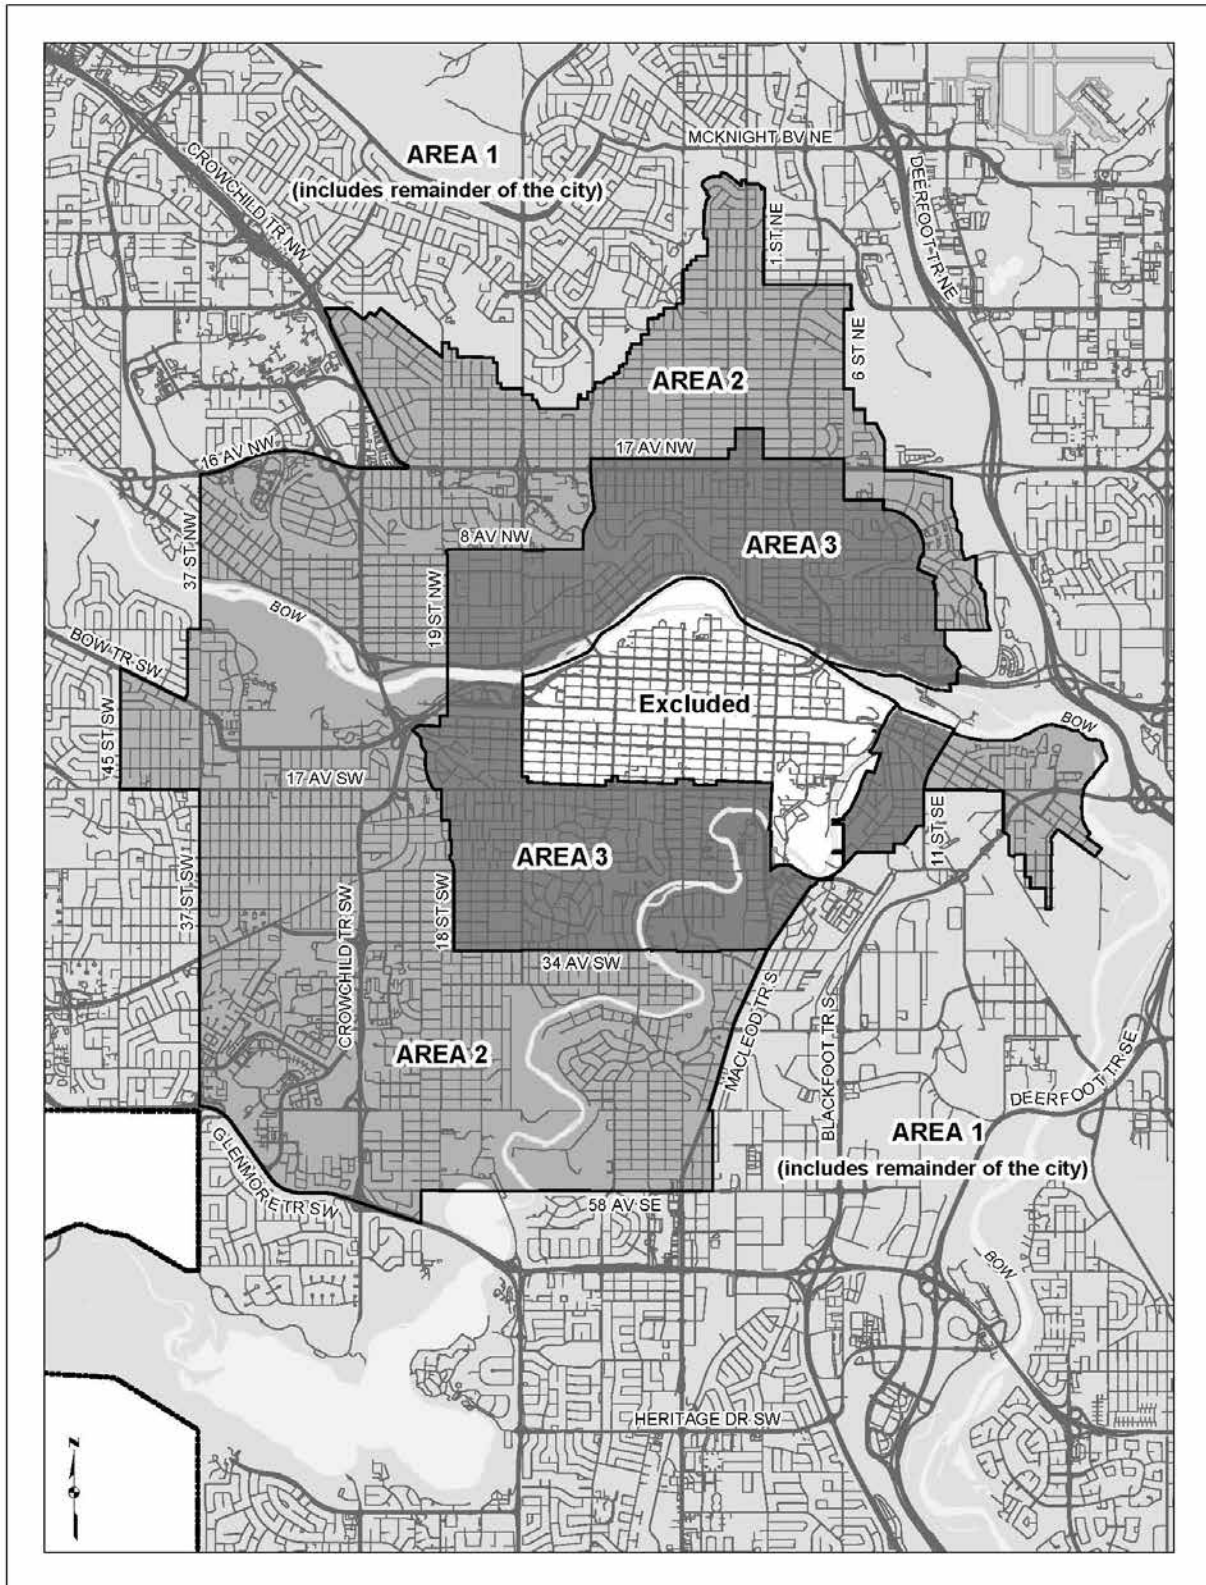 MCKNIGHT BV NE
CROWCHILD TR NW
AREA 1
(includes remainder of the city)
DEERFOOT TR NE
1 ST NE
6 ST NE
AREA 2
17 AV NW
16 AV NW
8 AV NW
AREA 3
37 ST NW
19 ST NW
BOW
BOW TR SW
Excluded
BOW
45 ST SW
17 AV SW
11 ST SE
AREA 3
37 ST SW
18 ST SW
CROWCHILD TR SW
34 AV SW
MACLEOD TR S
AREA 2
BLACKFOOT TR S
DEERFOOT TR SE
AREA 1
(includes remainder of the city)
GLENMORE TR SW
58 AV SE
BOW
HERITAGE DR SW
N